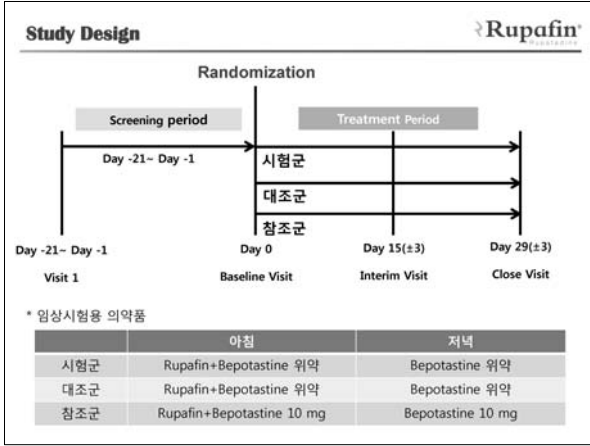 Study Design
Rupafin
Rupatadine
Randomization
Screening period
Treatment Period
Day -21~ Day -1
시험군
대조군
참조군
Day -21~ Day -1
Day 0
Day 15(±3)
Day 29(±3)
Visit 1
Baseline Visit
Interim Visit
Close Visit
* 임상시험용 의약품
아침 저녁
시험군 Rupafin+Bepotastine 위약 Bepotastine 위약
대조군 Rupafin+Bepotastine 위약 Bepotastine 위약
참조군 Rupafin+Bepotastine 10 mg Bepotastine 10 mg